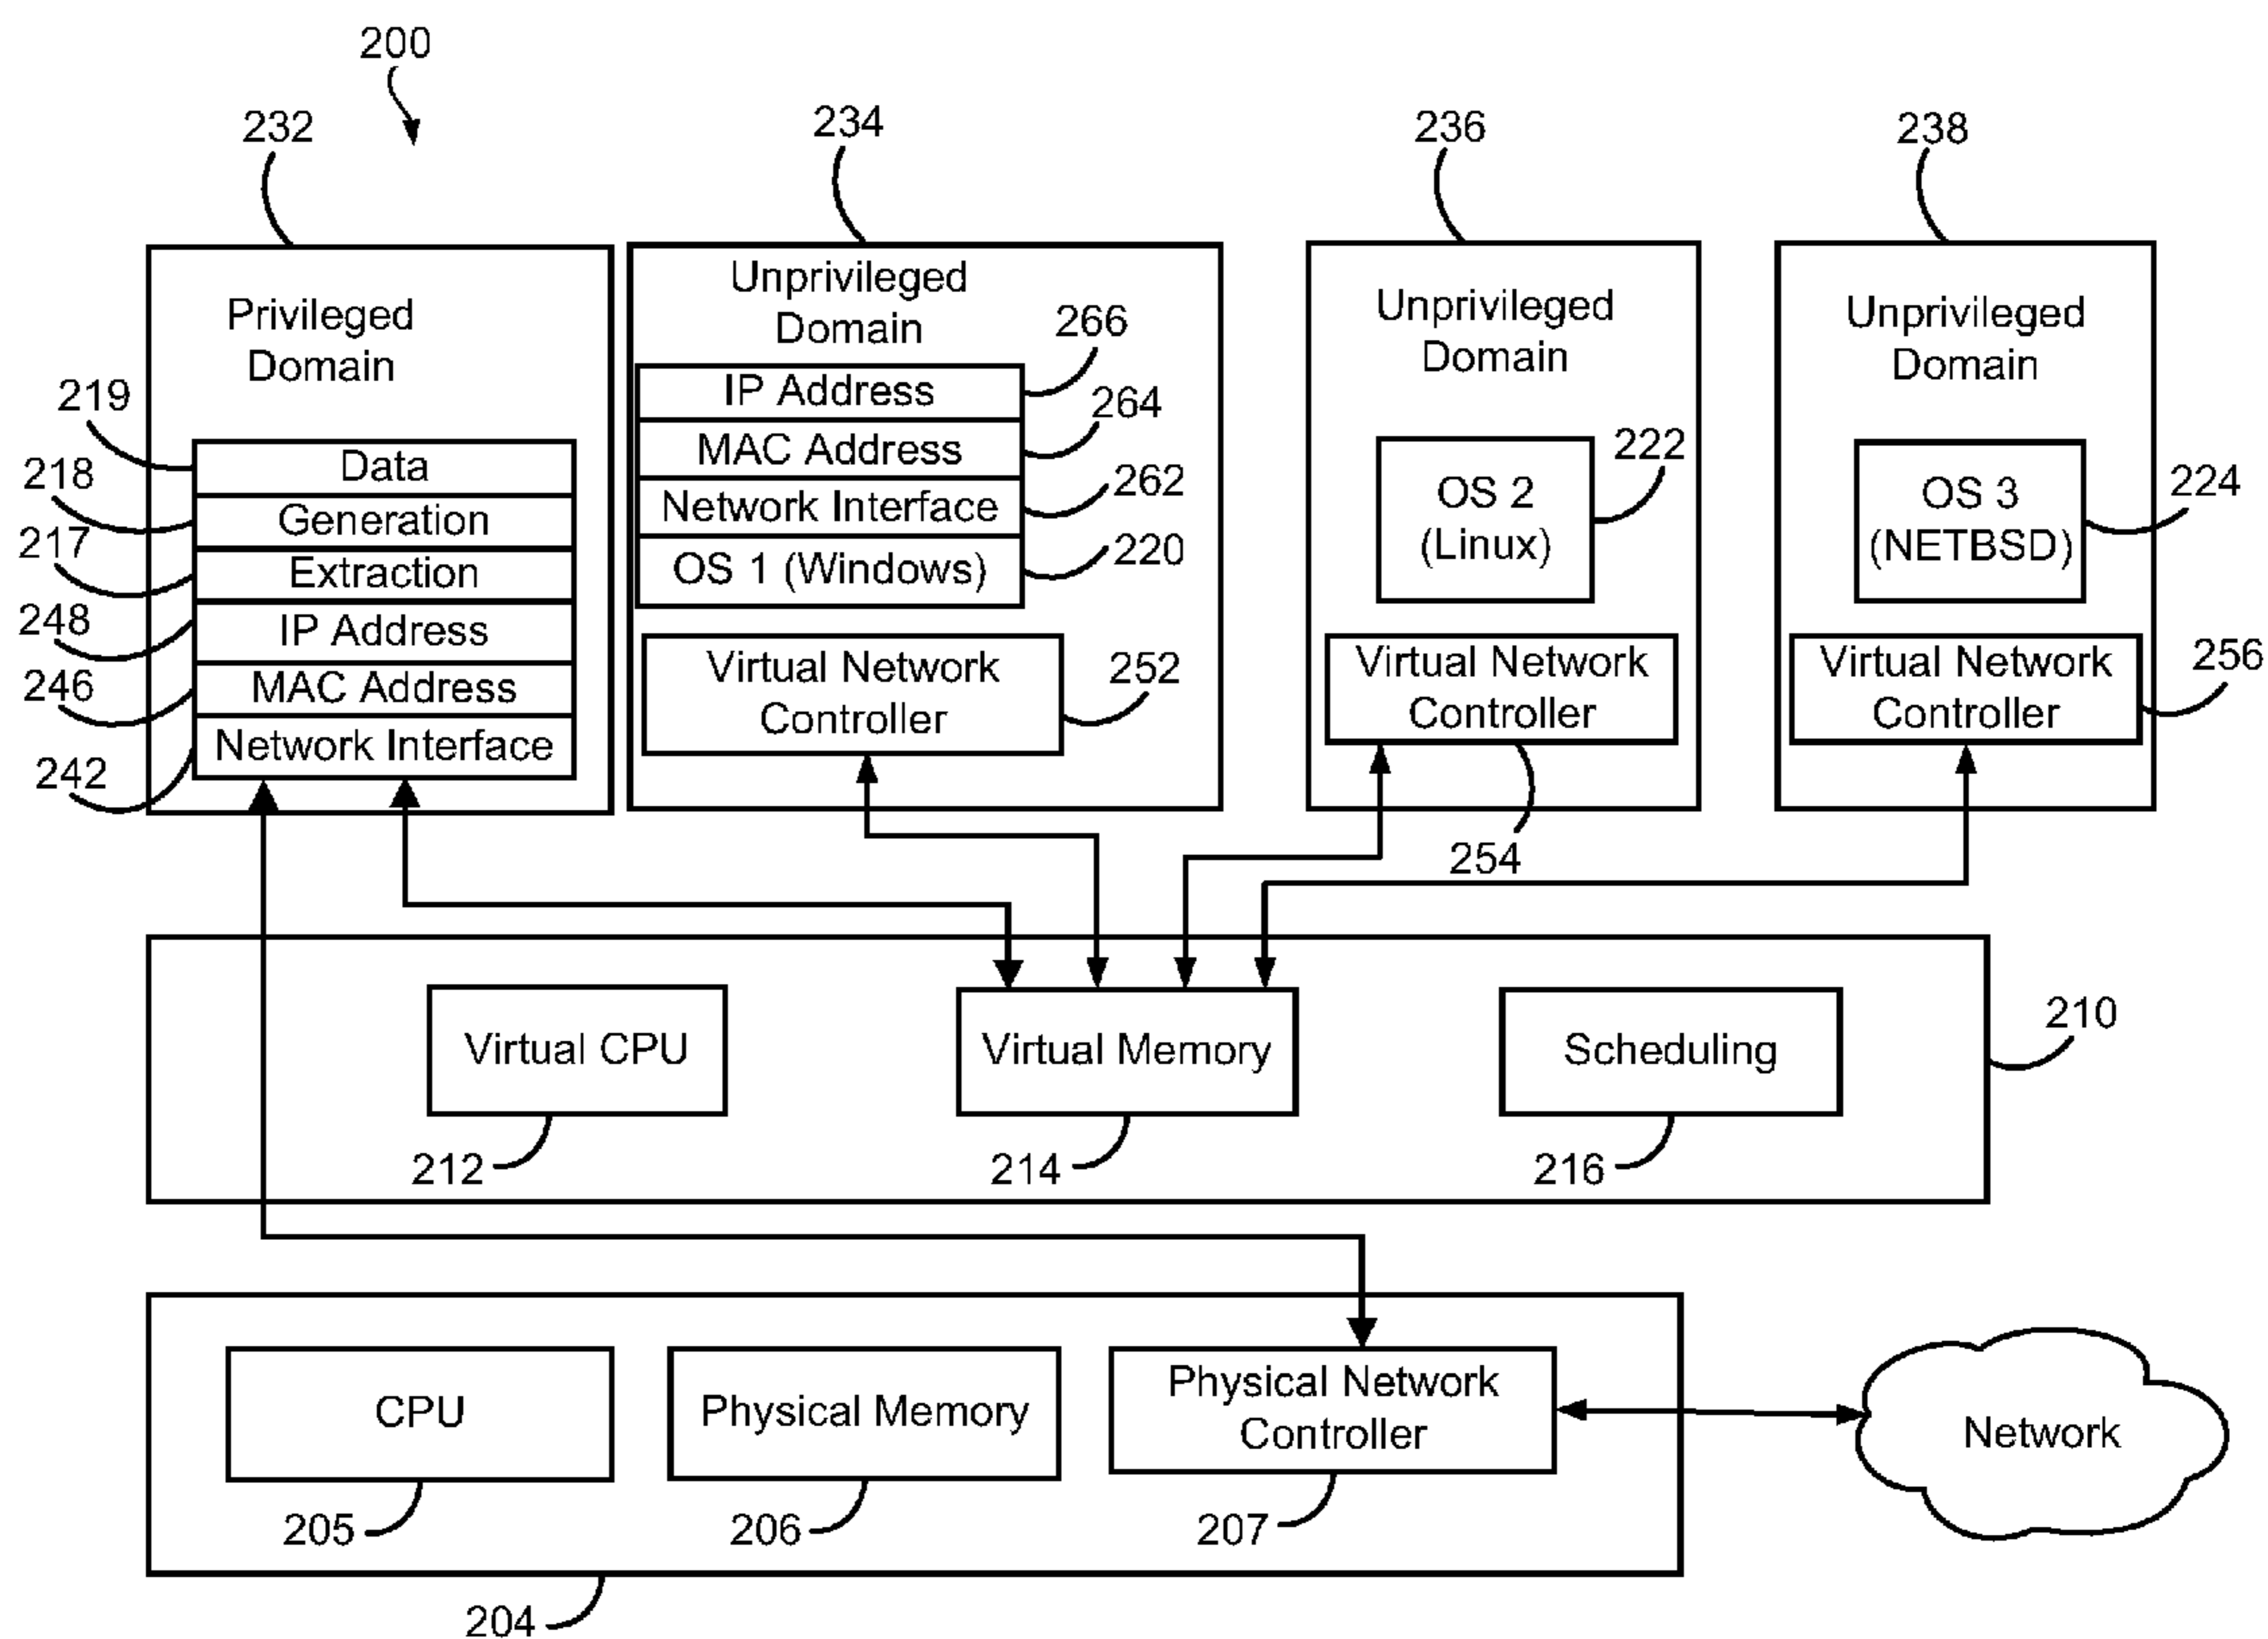 200
232
234
236
238
Privileged
Domain
219
218
217
248
246
242
Data
Generation
Extraction
IP Address
MAC Address
Network Interface
Unprivileged
Domain
266
264
262
220
IP Address
MAC Address
Network Interface
OS 1 (Windows)
Virtual Network
Controller
252
Unprivileged
Domain
OS 2
(Linux)
222
Virtual Network
Controller
254
Unprivileged
Domain
OS 3
(NETBSD)
224
Virtual Network
Controller
256
Virtual CPU
212
Virtual Memory
214
Scheduling
216
210
CPU
205
Physical Memory
206
Physical Network
Controller
207
Network
204